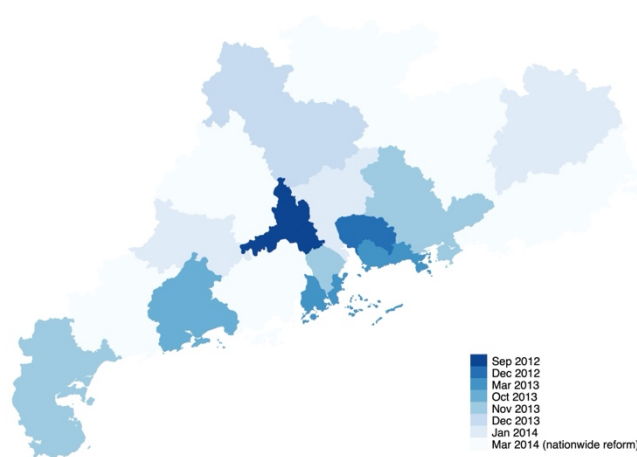 Sep 2012
Dec 2012
Mar 2013
Oct 2013
Nov 2013
Dec 2013
Jan 2014
Mar 2014 (nationwide reform)